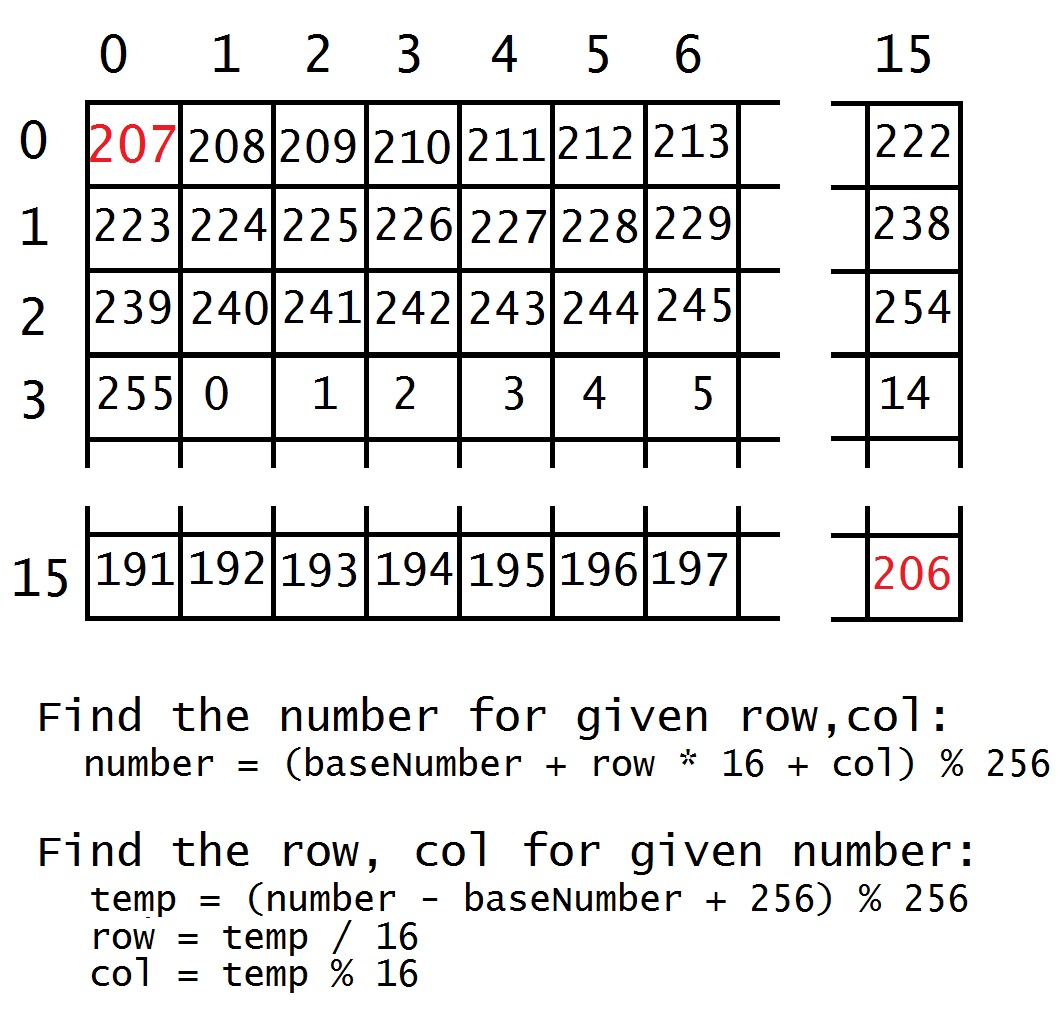 0 1 2 3 4 5 6 15
0 207 208 209 210 211 212 213 222
1 223 224 225 226 227 228 229 238
2 239 240 241 242 243 244 245 254
3 255 0 1 2 3 4 5 14
15 191 192 193 194 195 196 197 206
Find the number for given row,col:
number = (baseNumber + row * 16 + col) % 256
Find the row, col for given number:
temp = (number - baseNumber + 256) % 256
row = temp / 16
col = temp % 16